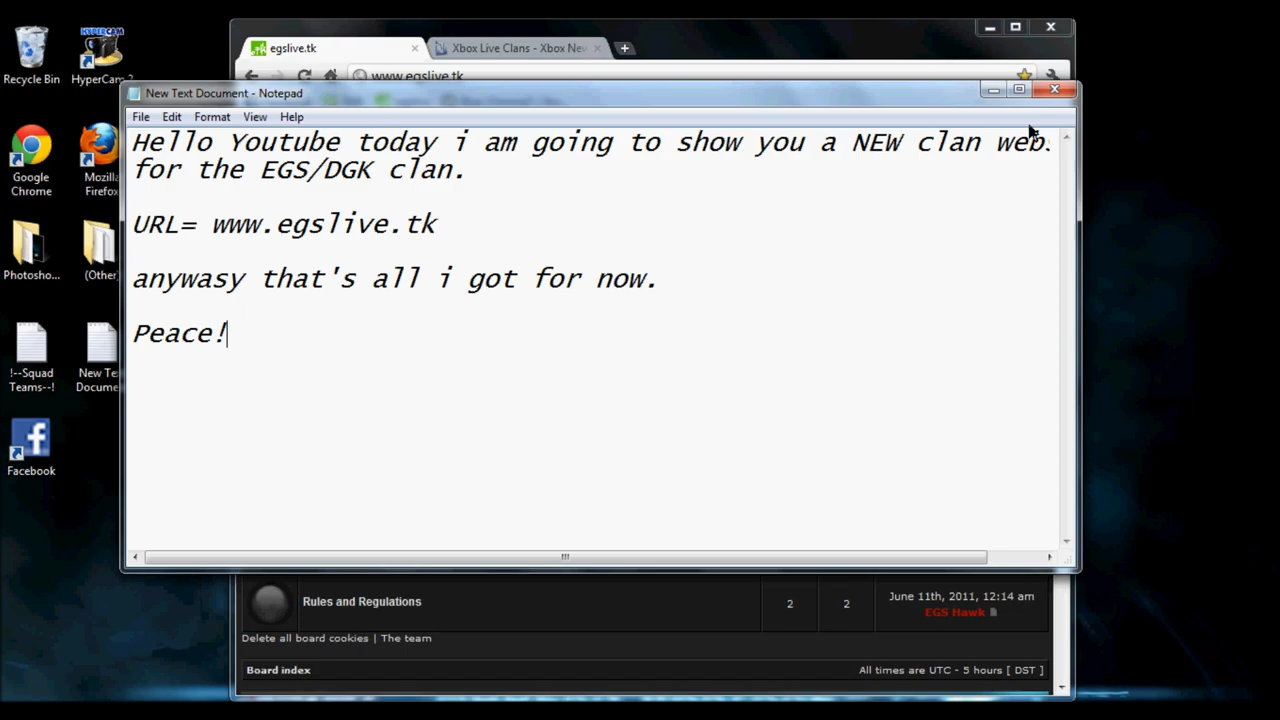 Recycle Bin
HyperCam 2
Google Chrome
Mozilla Firefox
Photosho...
(Other)
!--Squad Teams--!
New Te
Docume
Facebook
egslive.tk
Xbox Live Clans - Xbox New
www.egslive.tk
New Text Document - Notepad
File Edit Format View Help
Hello Youtube today i am going to show you a NEW clan webs
for the EGS/DGK clan.
URL= www.egslive.tk
anywasy that's all i got for now.
Peace!
Rules and Regulations 2 2 June 11th, 2011, 12:14 am
EGS Hawk
Delete all board cookies | The team
Board index All times are UTC - 5 hours [ DST ]